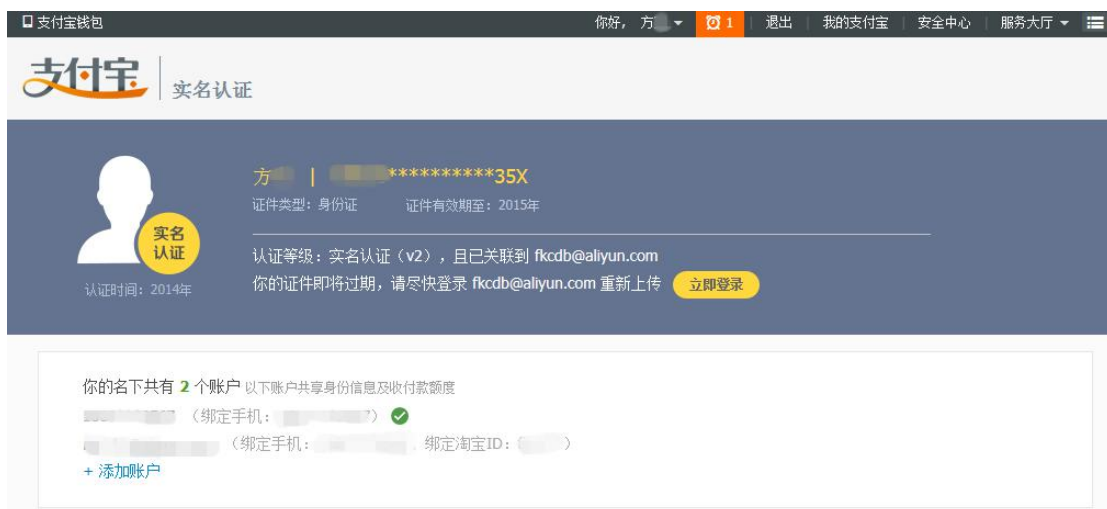 支付宝钱包 你好, 方 1 退出 我的支付宝 安全中心 服务大厅
支付宝 实名认证
方 | **********35X
证件类型：身份证 证件有效期至：2015年
实名
认证
认证时间：2014年
认证等级：实名认证（v2），且已关联到 fkcdb@aliyun.com
你的证件即将过期，请尽快登录 fkcdb@aliyun.com 重新上传 立即登录
你的名下共有 2 个账户 以下账户共享身份信息及收付款额度
（绑定手机： 7）
（绑定手机： , 绑定淘宝ID： ）
+ 添加账户